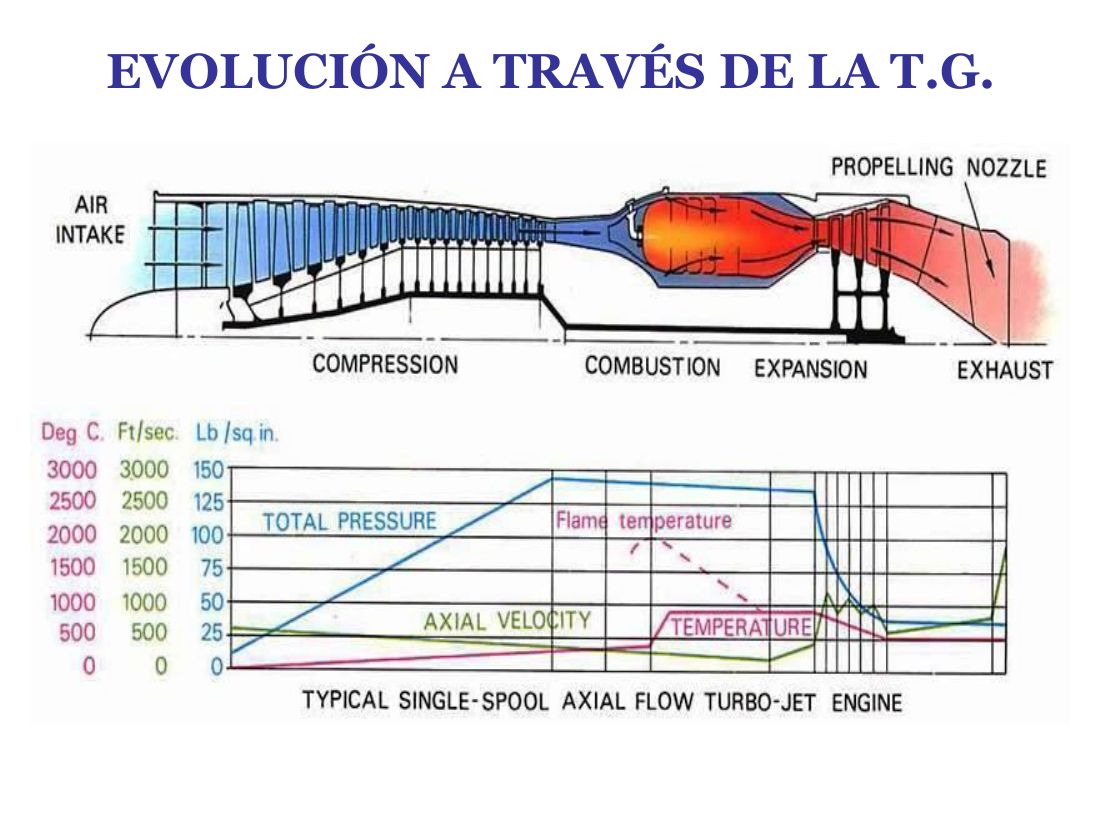 EVOLUCIÓN A TRAVÉS DE LA T.G.
PROPELLING NOZZLE
AIR
INTAKE
COMPRESSION
COMBUSTION
EXPANSION
EXHAUST
Deg C. Ft/sec. Lb/sq.in.
3000 3000 150
2500 2500 125
2000 2000 100
1500 1500 75
1000 1000 50
500 500 25
0 0 0
TOTAL PRESSURE
Flame temperature
AXIAL VELOCITY
TEMPERATURE
TYPICAL SINGLE-SPOOL AXIAL FLOW TURBO-JET ENGINE